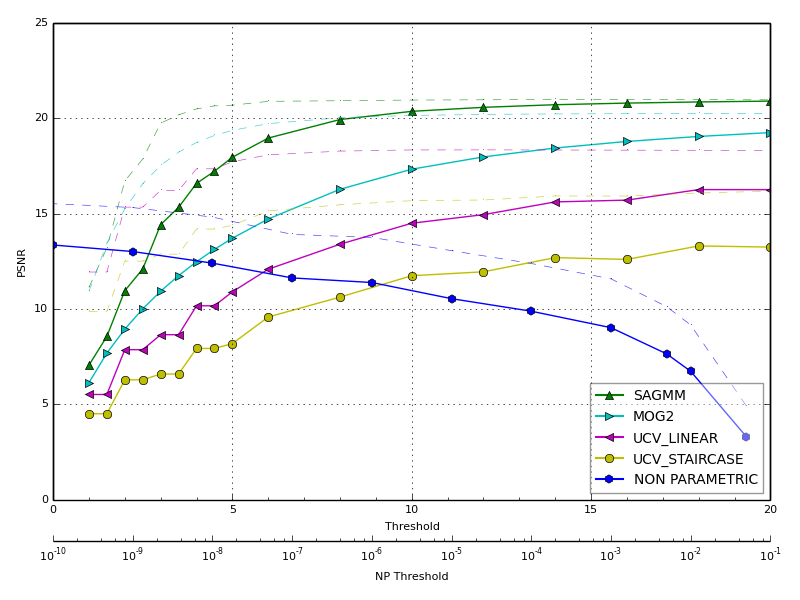 25
20
15
10
5
0
PSNR
SAGMM
MOG2
UCV_LINEAR
UCV_STAIRCASE
NON PARAMETRIC
0 5 10 15 20
Threshold
10^-10 10^-9 10^-8 10^-7 10^-6 10^-5 10^-4 10^-3 10^-2 10^-1
NP Threshold